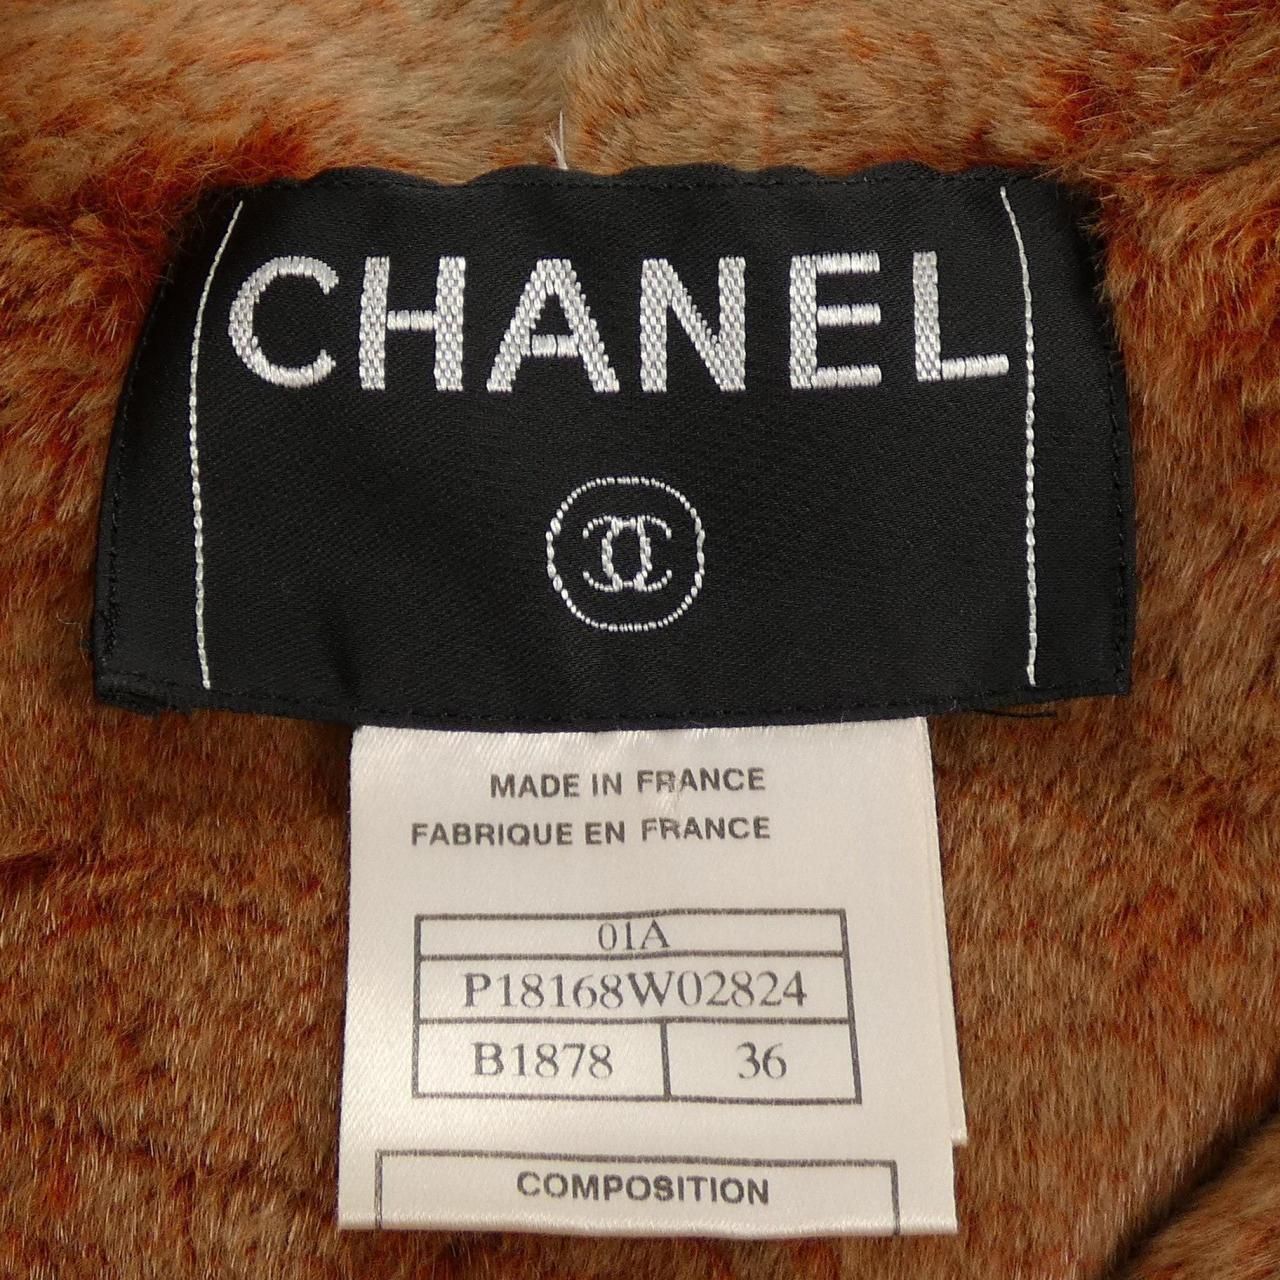 CHANEL
MADE IN FRANCE
FABRIQUE EN FRANCE
01A
P18168W02824
B1878 36
COMPOSITION